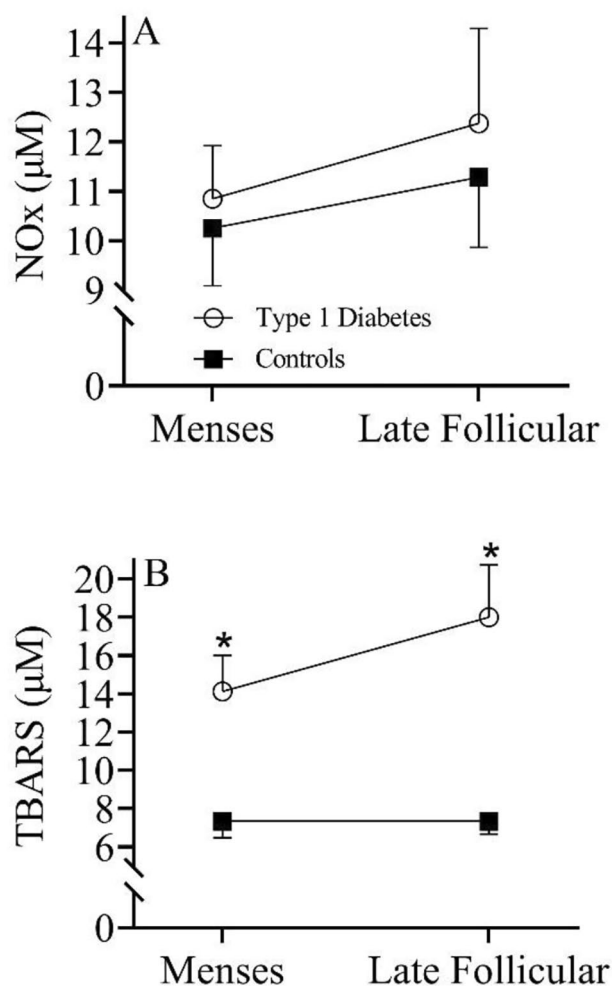 A
NOx (µM)
14
13
12
11
10
9
0
Type 1 Diabetes
Controls
Menses Late Follicular
B
TBARS (µM)
20
18
16
14
12
10
8
6
0
*
*
Menses Late Follicular